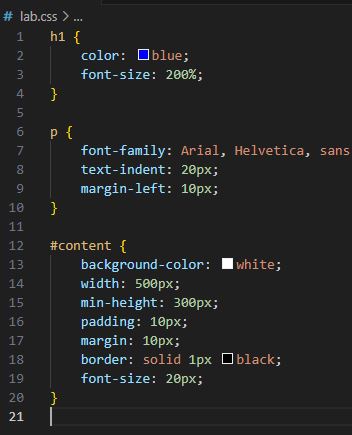 # lab.css > ...
1 h1 {
2 color: blue;
3 font-size: 200%;
4 }
5
6 p {
7 font-family: Arial, Helvetica, sans
8 text-indent: 20px;
9 margin-left: 10px;
10 }
11
12 #content {
13 background-color: white;
14 width: 500px;
15 min-height: 300px;
16 padding: 10px;
17 margin: 10px;
18 border: solid 1px black;
19 font-size: 20px;
20 }
21